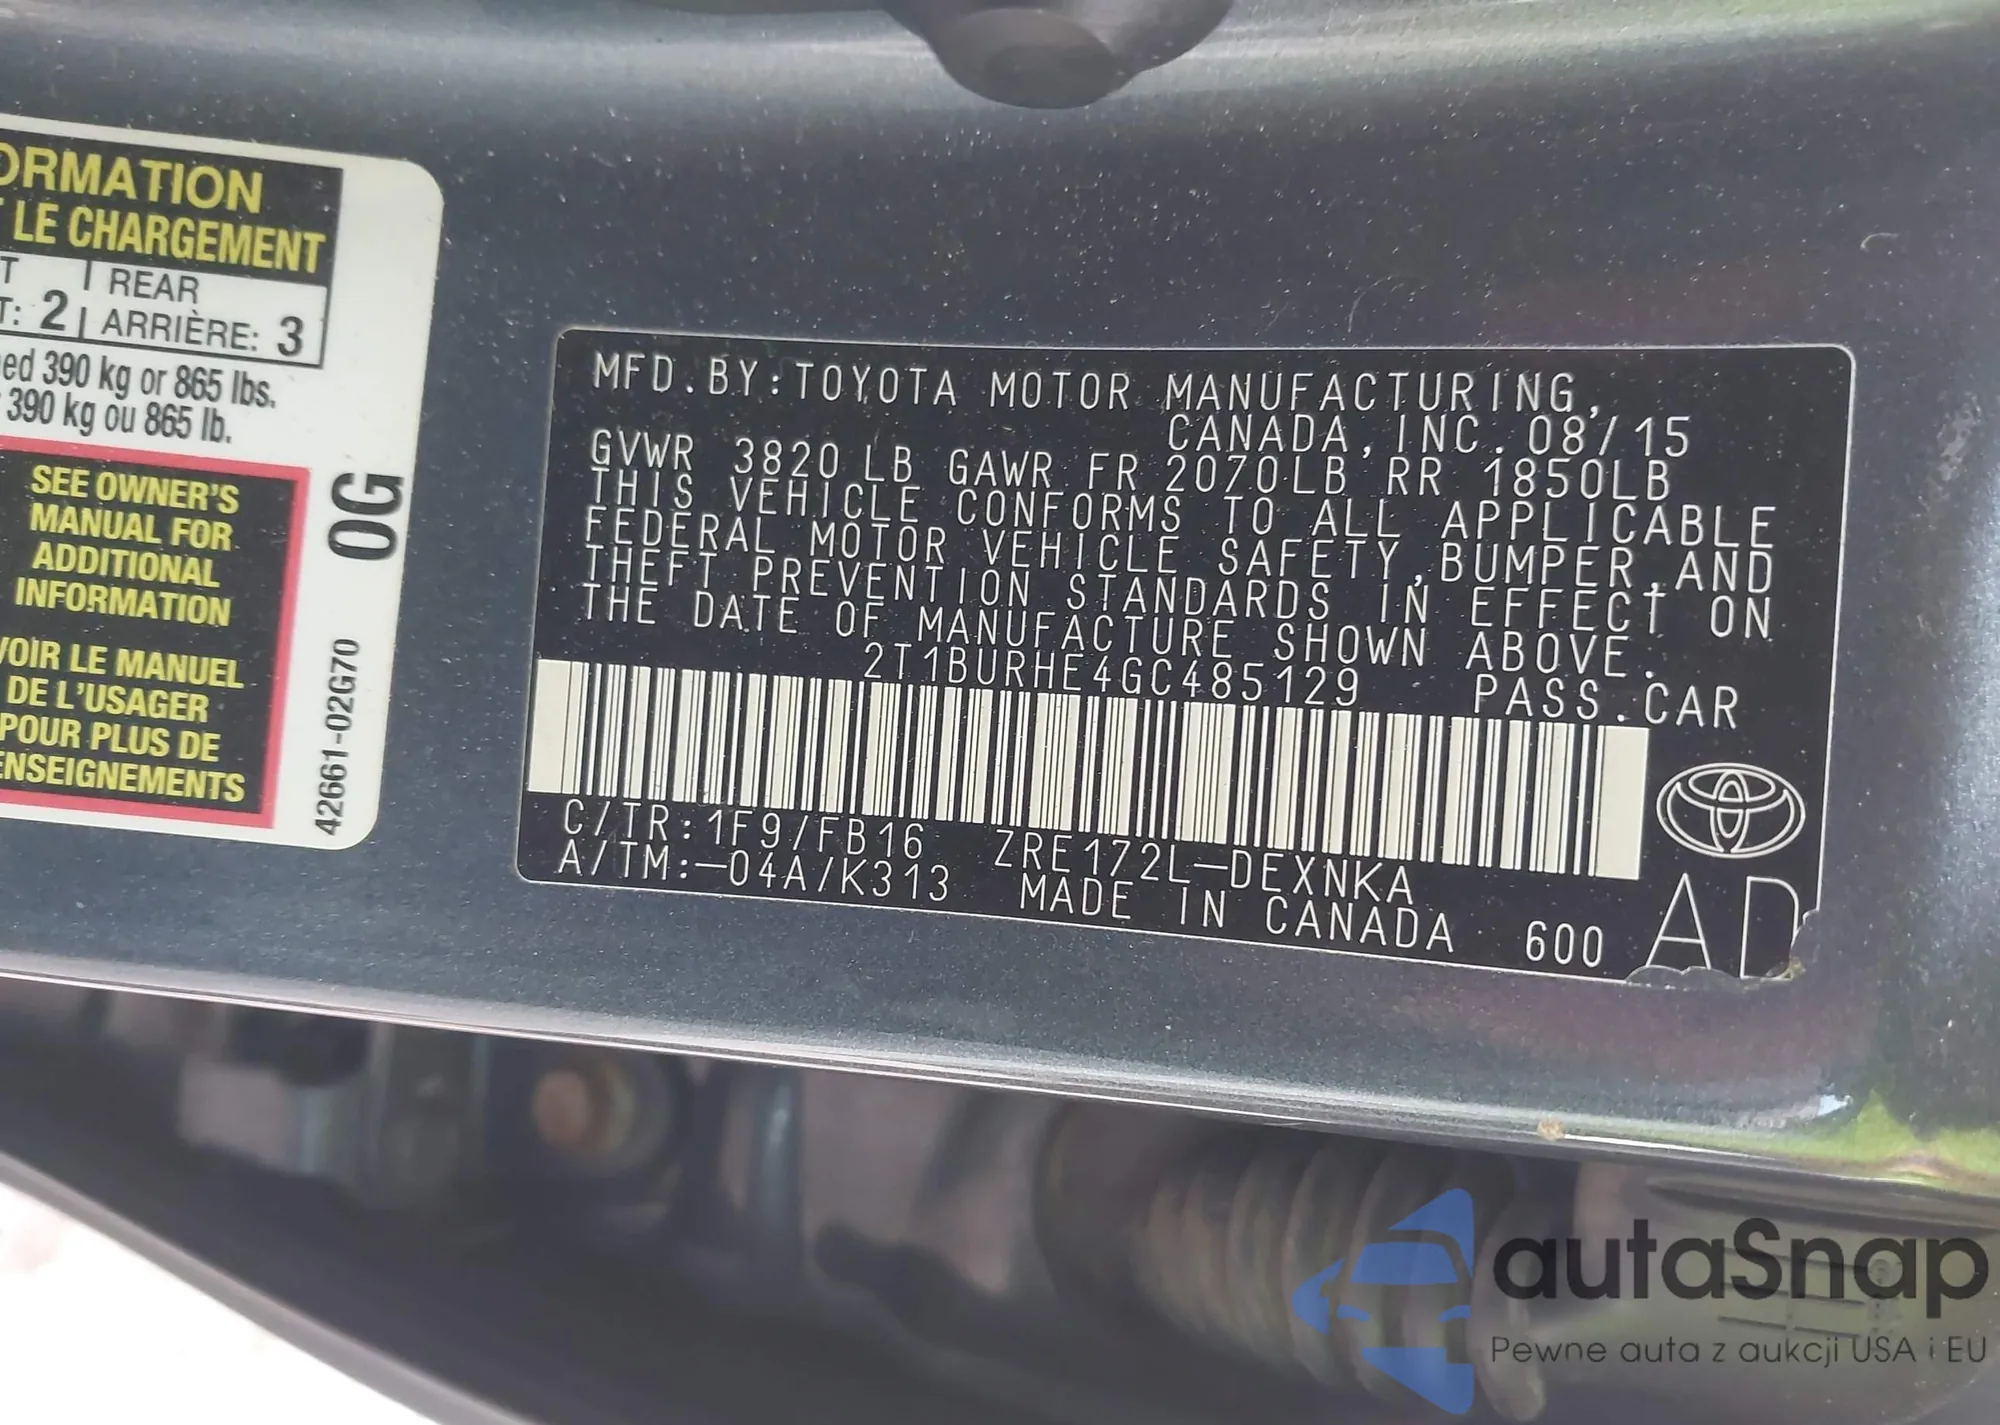 ORMATION
LE CHARGEMENT
T | REAR
T: 2 | ARRIÈRE: 3
ed 390 kg or 865 lbs.
390 kg ou 865 lb.
SEE OWNER'S
MANUAL FOR
ADDITIONAL
INFORMATION
VOIR LE MANUEL
DE L'USAGER
POUR PLUS DE
ENSEIGNEMENTS
0G
42661-02G70
MFD.BY:TOYOTA MOTOR MANUFACTURING,
CANADA,INC.08/15
GVWR 3820LB GAWR FR 2070LB RR 1850LB
THIS VEHICLE CONFORMS TO ALL APPLICABLE
FEDERAL MOTOR VEHICLE SAFETY,BUMPER,AND
THEFT PREVENTION STANDARDS IN EFFECT ON
THE DATE OF MANUFACTURE SHOWN ABOVE.
2T1BURHE4GC485129 PASS.CAR
C/TR:1F9/FB16 ZRE172L-DEXNKA
A/TM:-04A/K313 MADE IN CANADA 600
AD
autaSnap
Pewne auta z aukcji USA i EU